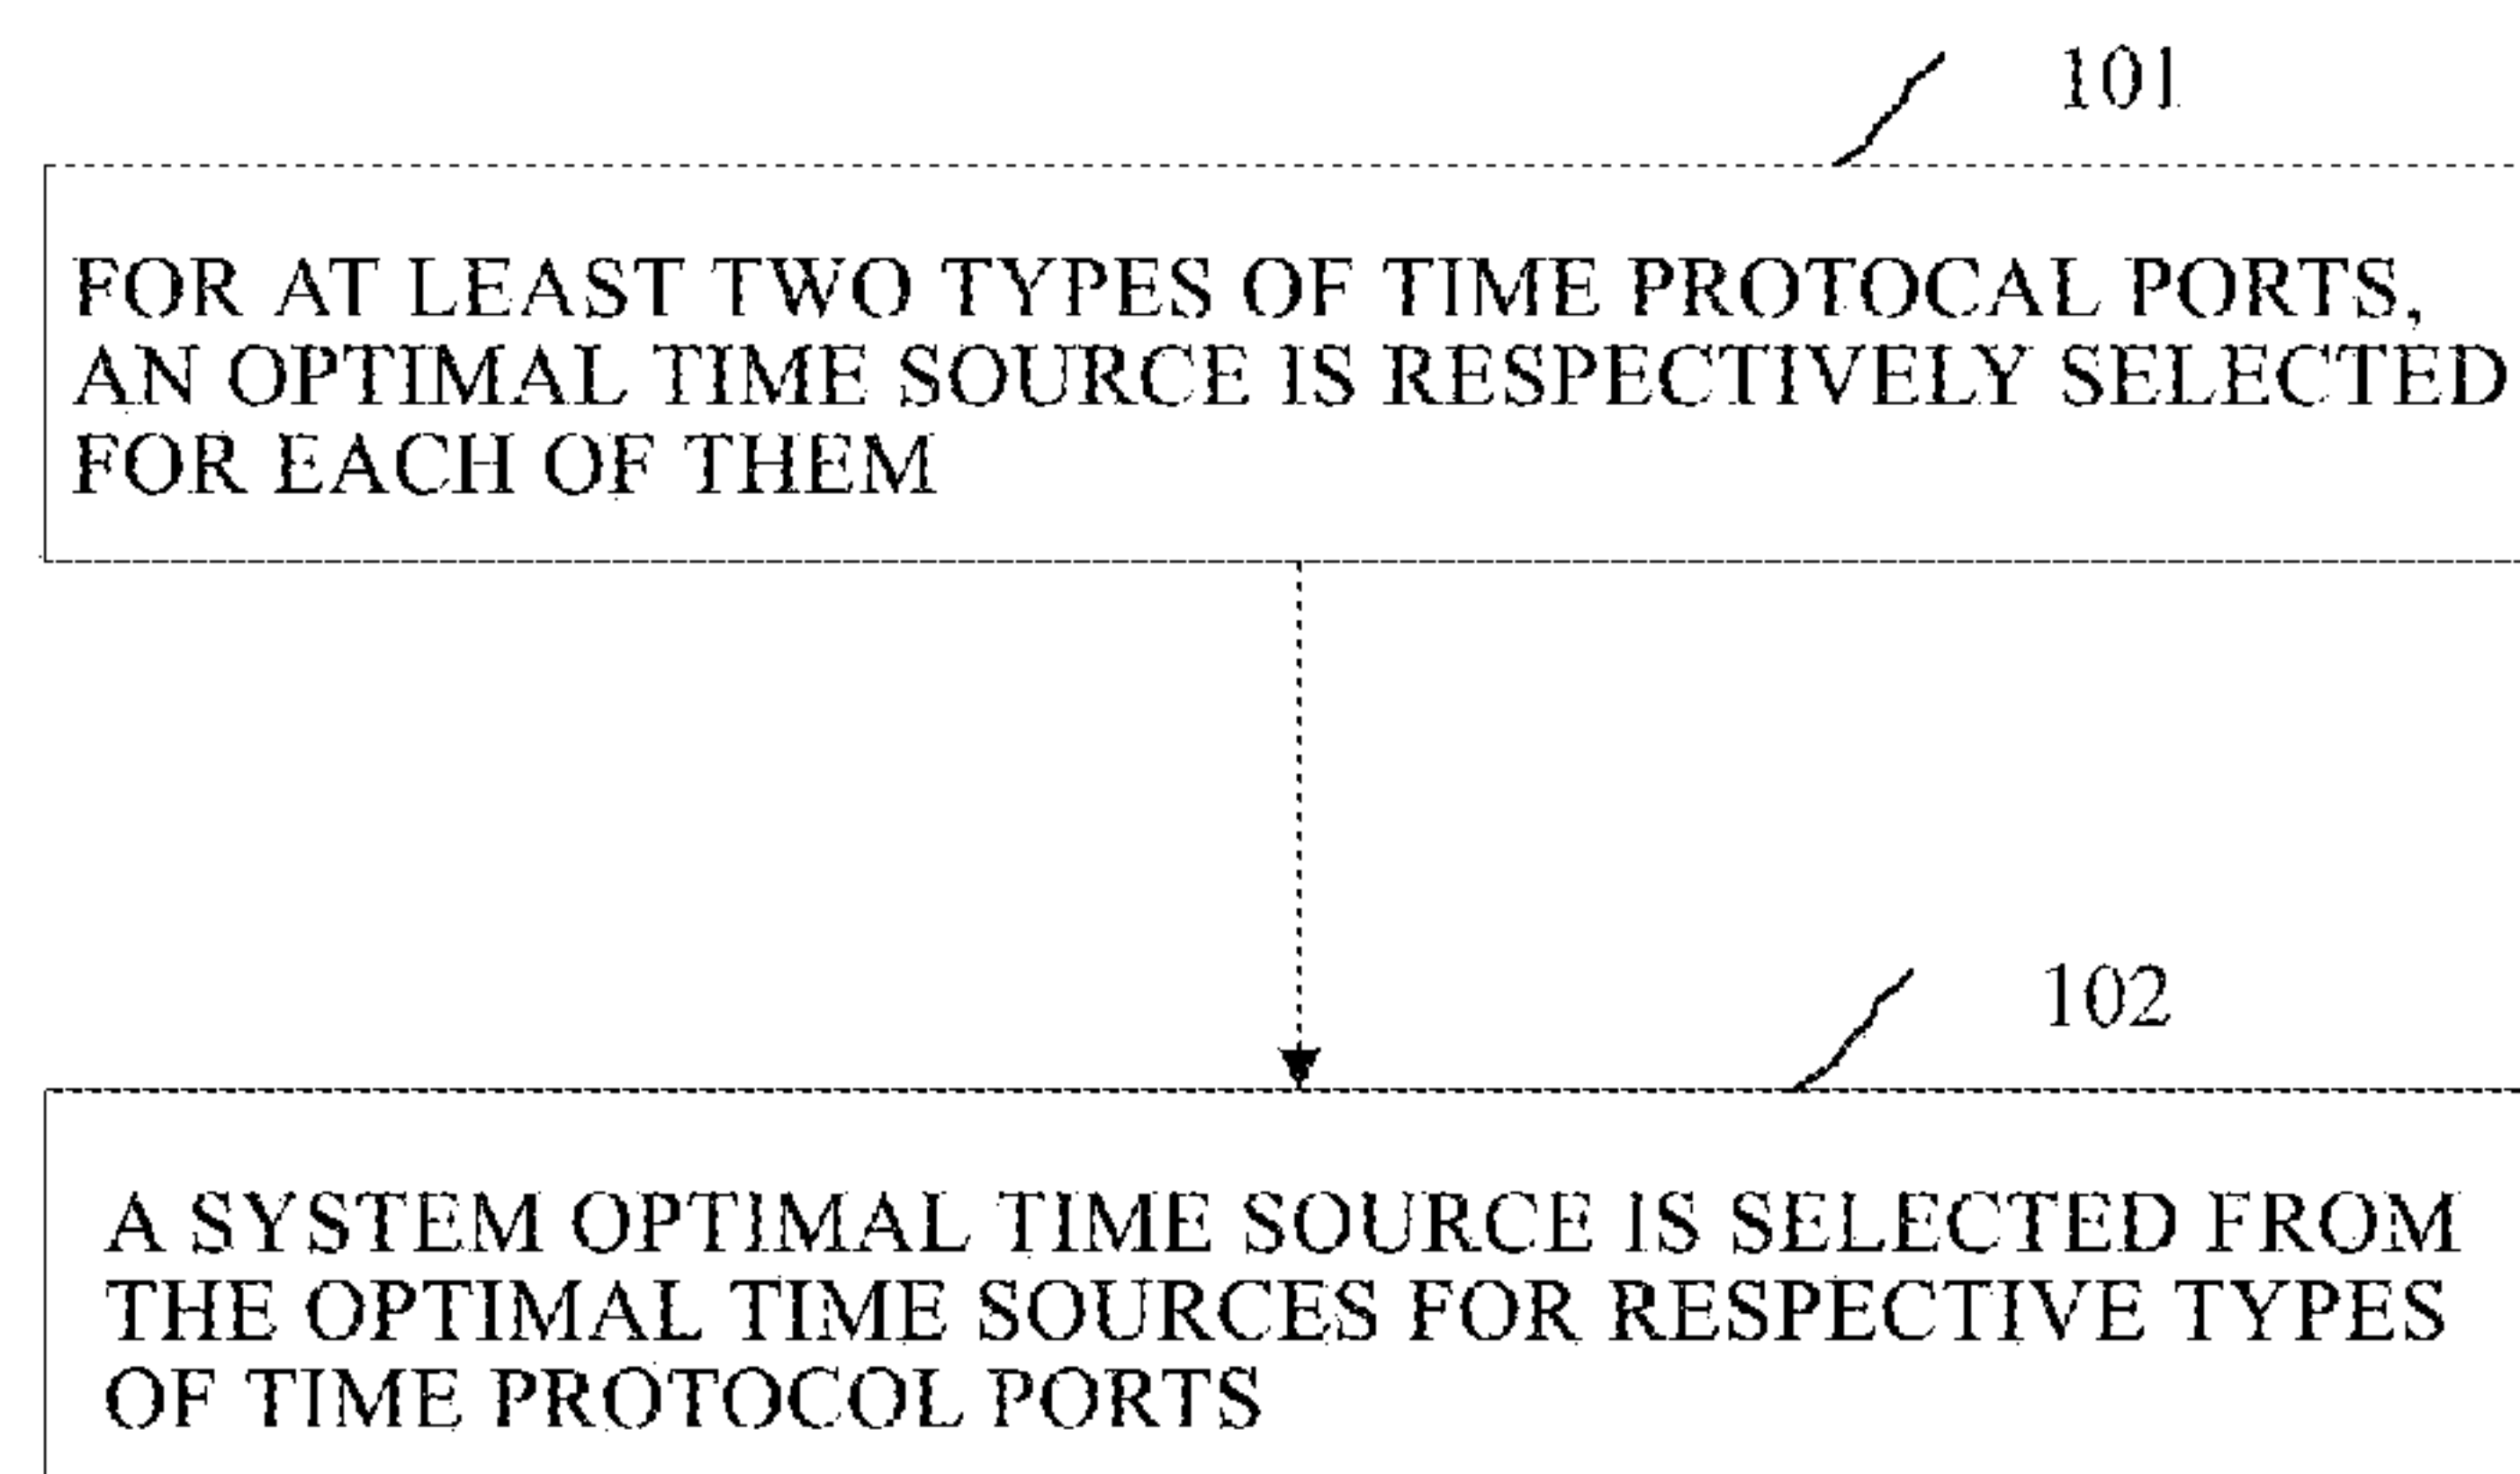 101
FOR AT LEAST TWO TYPES OF TIME PROTOCAL PORTS,
AN OPTIMAL TIME SOURCE IS RESPECTIVELY SELECTED
FOR EACH OF THEM
102
A SYSTEM OPTIMAL TIME SOURCE IS SELECTED FROM
THE OPTIMAL TIME SOURCES FOR RESPECTIVE TYPES
OF TIME PROTOCOL PORTS